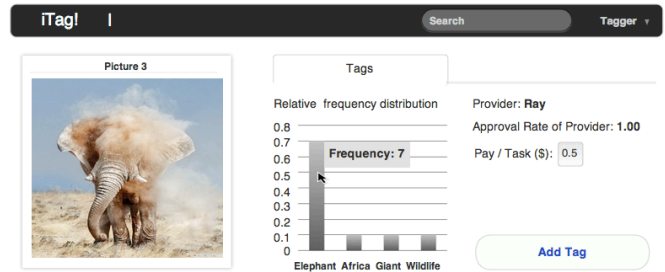 iTag!
Search
Tagger
Picture 3
Tags
Relative frequency distribution
0.8
0.7
0.6
0.5
0.4
0.3
0.2
0.1
0
Frequency: 7
Elephant Africa Giant Wildlife
Provider: Ray
Approval Rate of Provider: 1.00
Pay / Task ($): 0.5
Add Tag